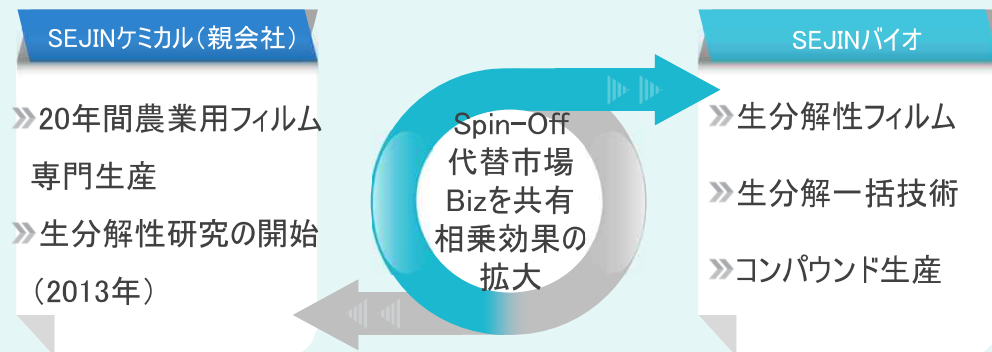 SEJINケミカル（親会社）
20年間農業用フィルム
専門生産
生分解性研究の開始
（2013年）
Spin-Off
代替市場
Bizを共有
相乗効果の
拡大
SEJINバイオ
生分解性フィルム
生分解一括技術
コンパウンド生産